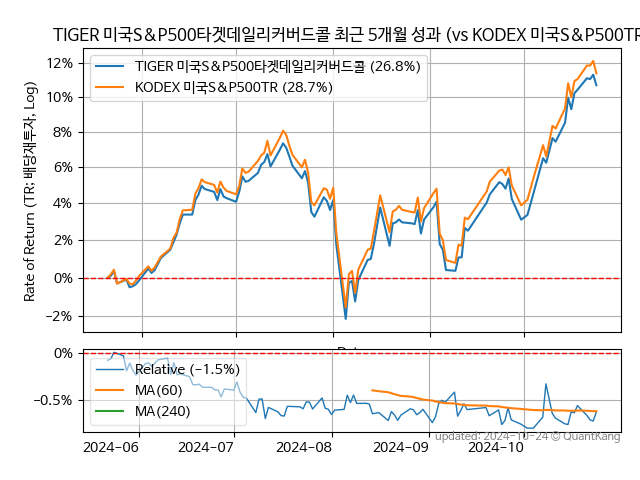 TIGER 미국S&P500타겟데일리커버드콜 최근 5개월 성과 (vs KODEX 미국S&P500TR
Rate of Return (TR: 배당재투자, Log)
12%
10%
8%
6%
4%
2%
0%
−2%
TIGER 미국S&P500타겟데일리커버드콜 (26.8%)
KODEX 미국S&P500TR (28.7%)
0%
−0.5%
Relative (−1.5%)
MA(60)
MA(240)
updated: 2024-10-24 © QuantKang
2024-06
2024-07
2024-08
2024-09
2024-10